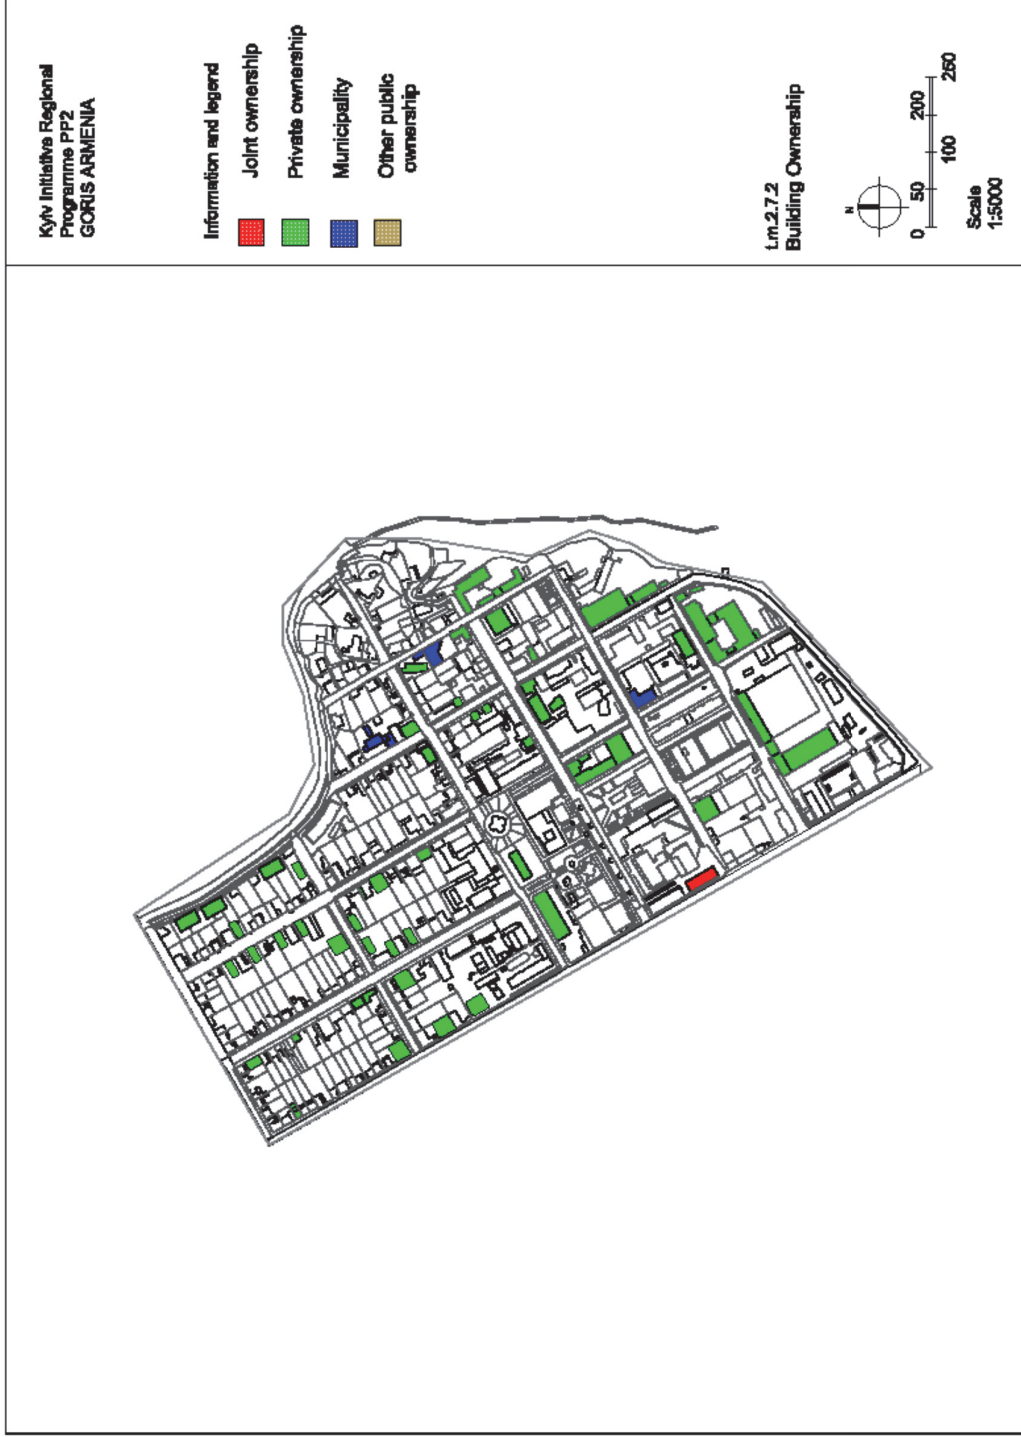 Kyiv Initiative Regional
Programme PP2
GORIS ARMENIA
Information and legend
Joint ownership
Private ownership
Municipality
Other public
ownership
t.m.2.7.2
Building Ownership
N
0 50 100 200 250
Scale
1:5000